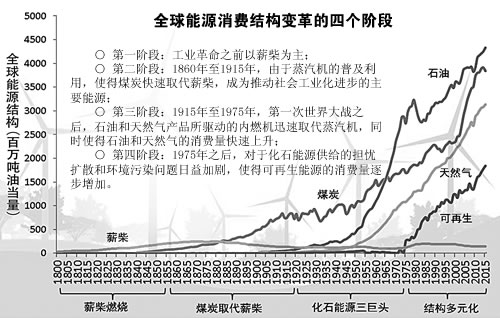 全球能源消费结构变革的四个阶段
5000
4500
4000
3500
3000
2500
2000
1500
1000
500
0
全球能源结构（百万吨油当量）
○ 第一阶段：工业革命之前以薪柴为主；
○ 第二阶段：1860年至1915年，由于蒸汽机的普及利
用，使得煤炭快速取代薪柴，成为推动社会工业化进步的主
要能源；
○ 第三阶段：1915年至1975年，第一次世界大战之
后，石油和天然气产品所驱动的内燃机迅速取代蒸汽机，同
时使得石油和天然气的消费量快速上升；
○ 第四阶段：1975年之后，对于化石能源供给的担忧
扩散和环境污染问题日益加剧，使得可再生能源的消费量逐
步增加。
石油
天然气
煤炭
可再生
薪柴
1800 1805 1810 1815 1820 1825 1830 1835 1840 1845 1850 1855 1860 1865 1870 1875 1880 1885 1890 1895 1900 1905 1910 1915 1920 1925 1930 1935 1940 1945 1950 1955 1960 1965 1970 1975 1980 1985 1990 1995 2000 2005 2010 2015
薪柴燃烧 煤炭取代薪柴 化石能源三巨头 结构多元化